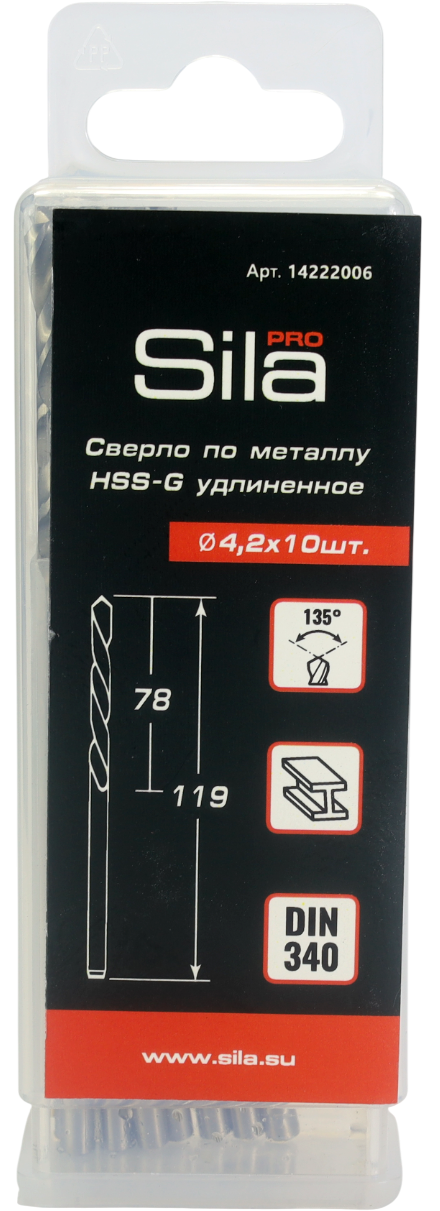 Арт. 14222006
PRO
Sila
Сверло по металлу
HSS-G удлиненное
Ø4,2x10шт.
135°
78
119
DIN
340
www.sila.su